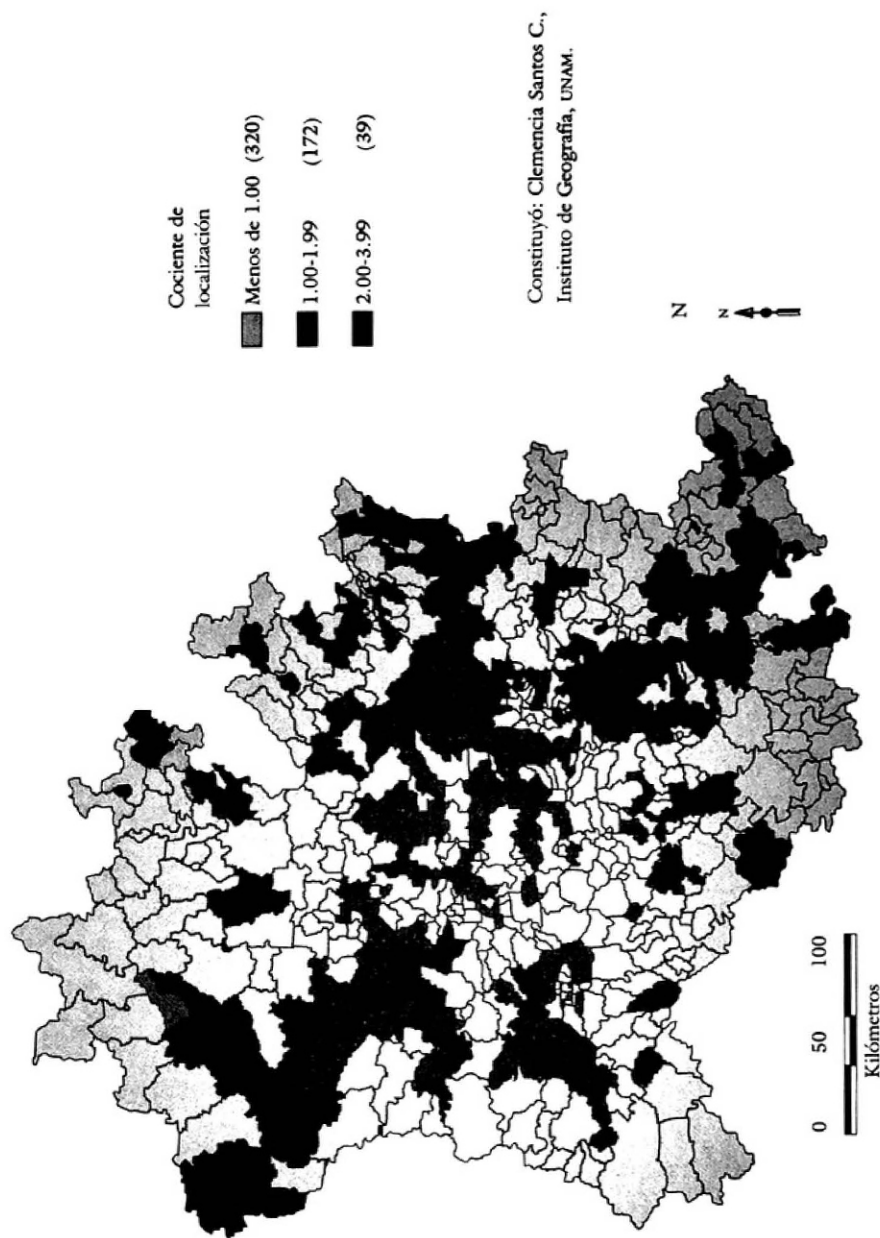 Cociente de
localización
Menos de 1.00 (320)
1.00-1.99 (172)
2.00-3.99 (39)
Constituyó: Clemencia Santos C.,
Instituto de Geografía, UNAM.
N
N
0 50 100
Kilómetros